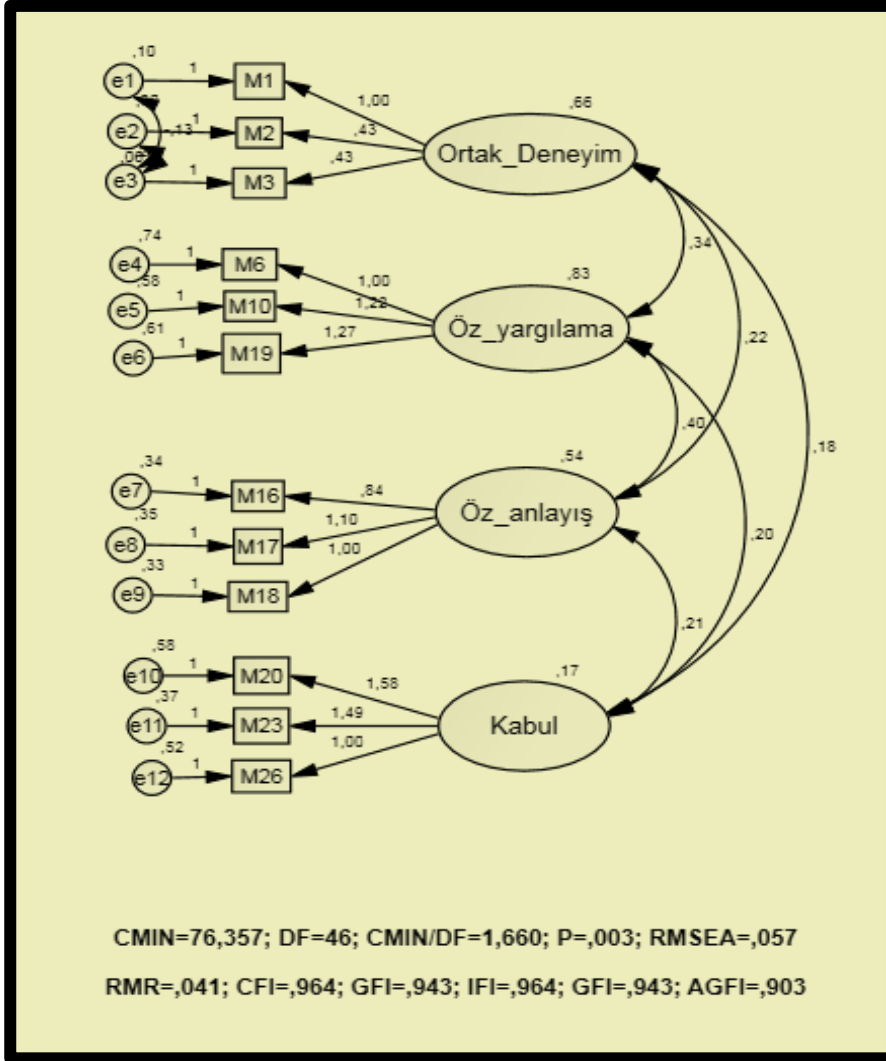 ,10
e1 1 M1
1,00
,66
e2 1 M2
-,13
,43
Ortak_Deneyim
e3 1 M3
,43
,34
,74
e4 1 M6
1,00
,83
,58
e5 1 M10
1,22
Öz_yargılama
,61
e6 1 M19
1,27
,22
,40
,18
,34
e7 1 M16
,84
,54
Öz_anlayış
,35
e8 1 M17
1,10
,20
,33
e9 1 M18
1,00
,21
,58
e10 1 M20
1,58
,17
,37
e11 1 M23
1,49
Kabul
,52
e12 1 M26
1,00
CMIN=76,357; DF=46; CMIN/DF=1,660; P=,003; RMSEA=,057
RMR=,041; CFI=,964; GFI=,943; IFI=,964; GFI=,943; AGFI=,903